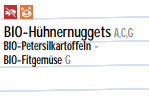 BIO-Hühnernuggets A,C,G
BIO-Petersilkartoffeln -
BIO-Fitgemüse G